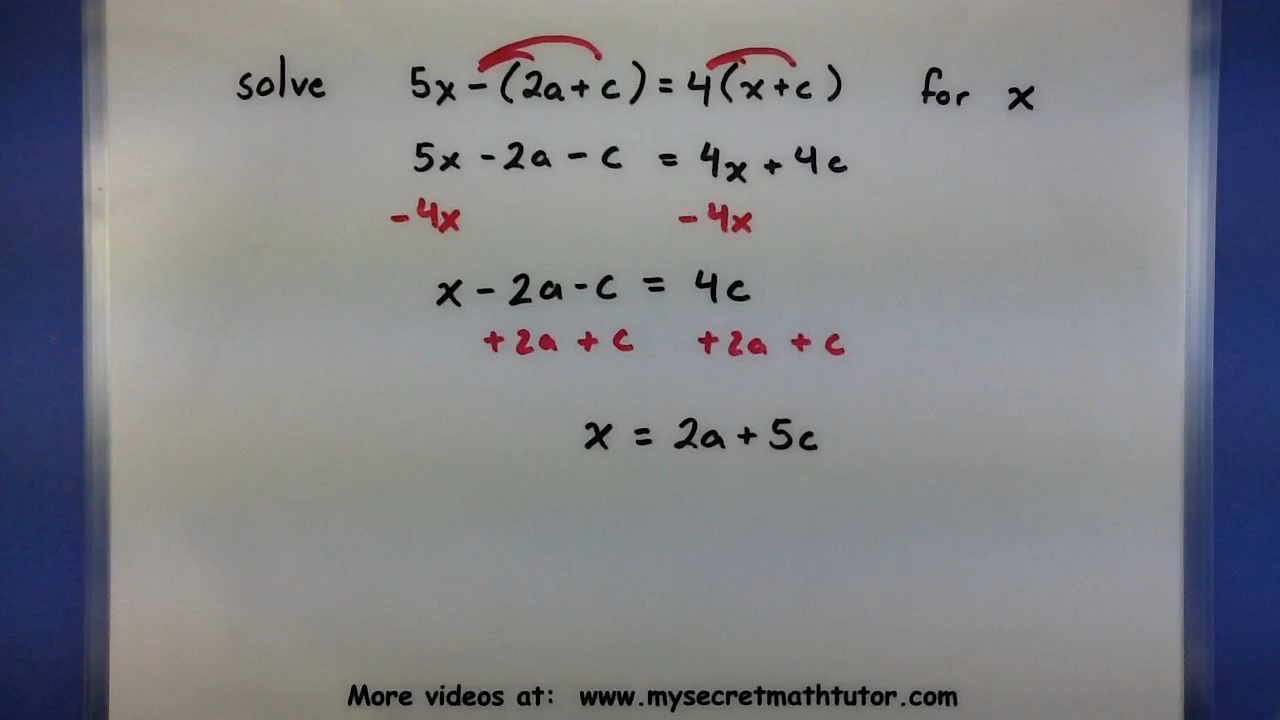 solve 5x-(2a+c)=4(x+c) for x
5x -2a - c = 4x + 4c
-4x -4x
x - 2a - c = 4c
+2a + c +2a + c
x = 2a + 5c
More videos at: www.mysecretmathtutor.com